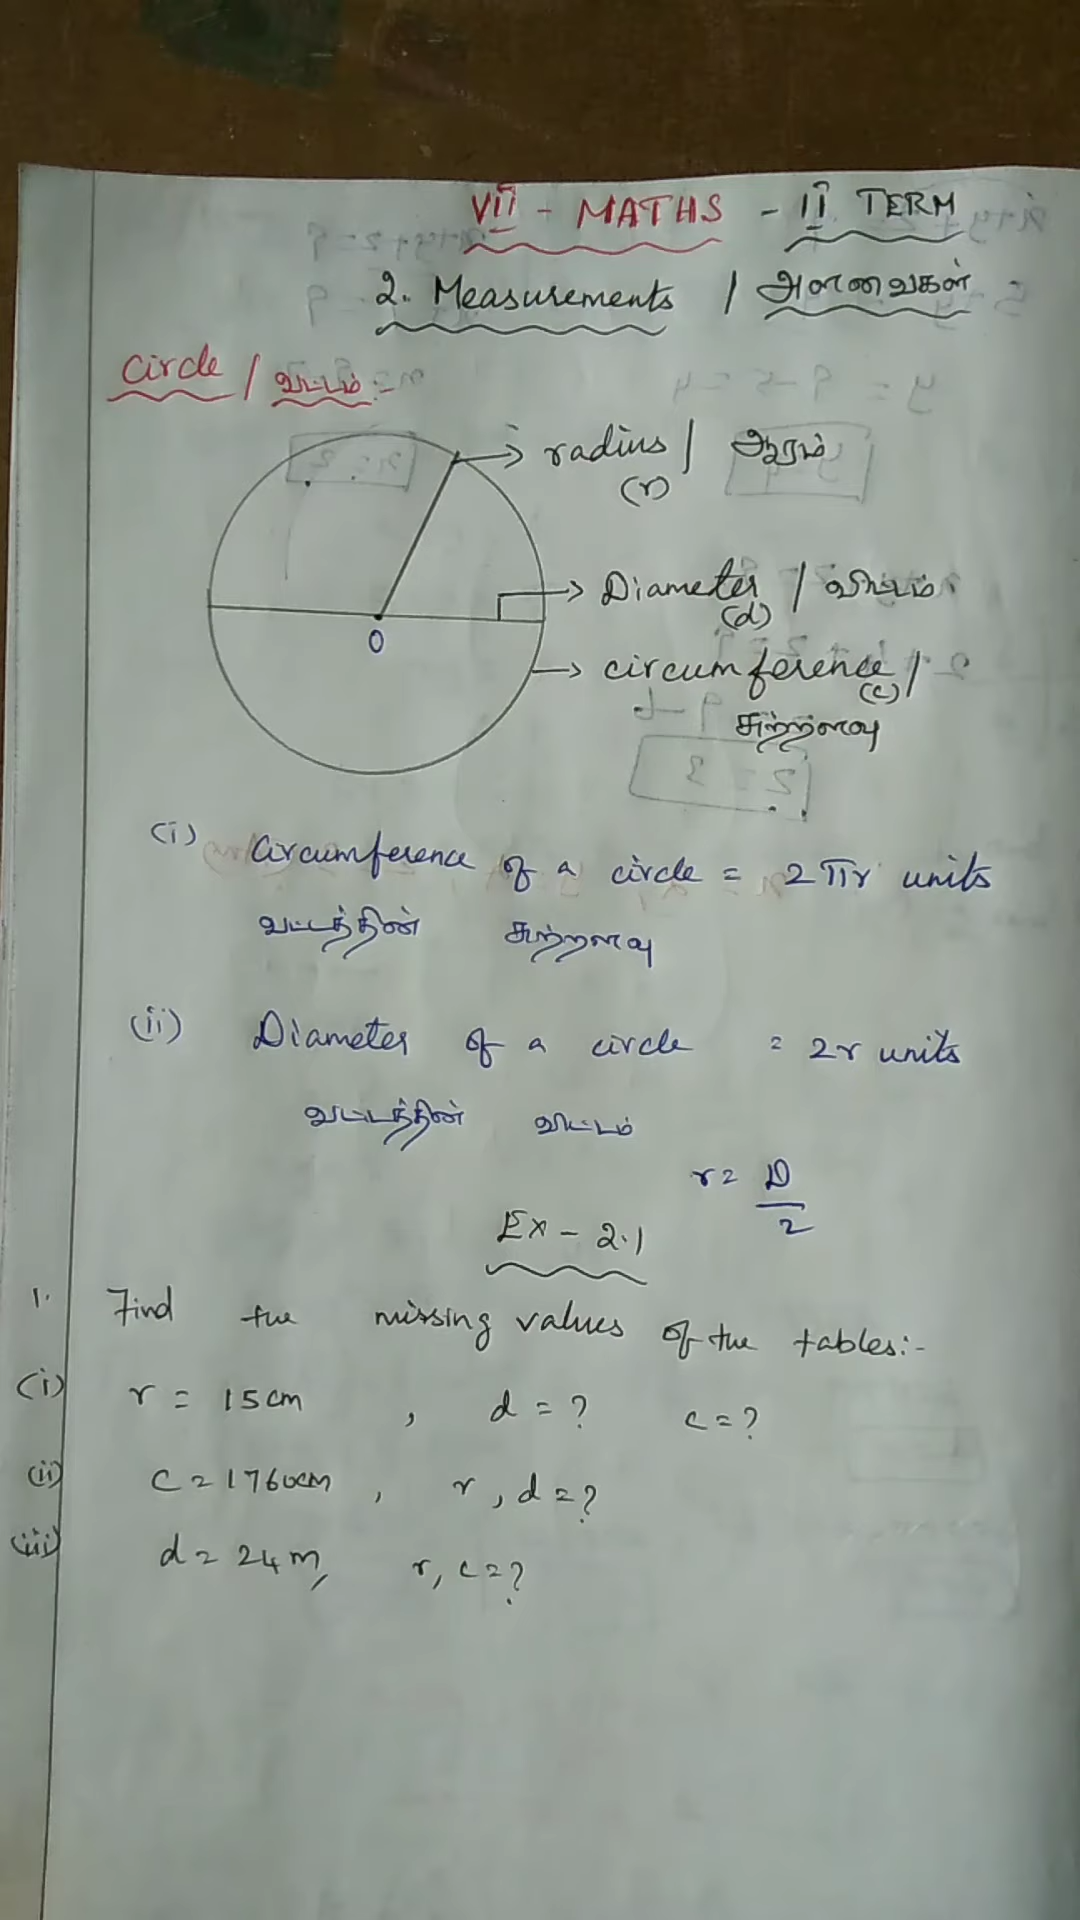 VII - MATHS - II TERM
2. Measurements / அளவைகள்
Circle / வட்டம்
radius / ஆரம்
(r)
Diameter / விட்டம்
(d)
circumference /
(c)
சுற்றளவு
O
(i) Circumference of a circle = 2πr units
வட்டத்தின் சுற்றளவு
(ii) Diameter of a circle = 2r units
வட்டத்தின் விட்டம்
r = D/2
Ex - 2.1
1. Find the missing values of the tables:-
(i) r = 15cm , d = ? c = ?
(ii) C = 1760cm , r, d = ?
(iii) d = 24m, r, c = ?